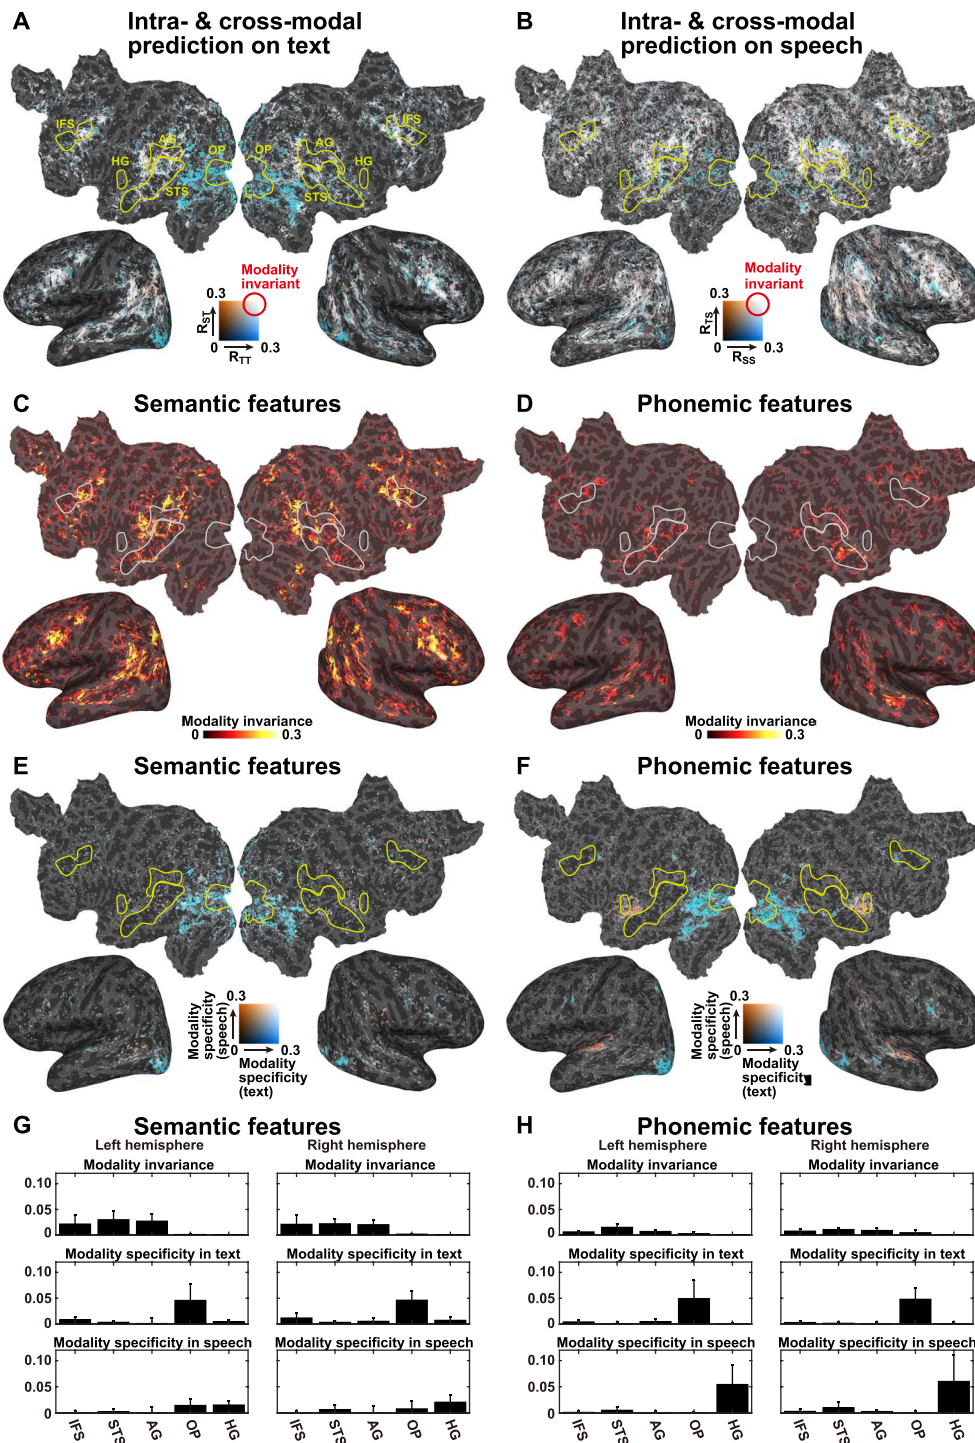 A
Intra- & cross-modal
prediction on text
IFS
AG
OP
HG
STS
OP
AG
IFS
HG
STS
Modality
invariant
0.3
R_ST
0
R_TT
0.3
B
Intra- & cross-modal
prediction on speech
Modality
invariant
0.3
R_TS
0
R_SS
0.3
C
Semantic features
Modality invariance
0
0.3
D
Phonemic features
Modality invariance
0
0.3
E
Semantic features
Modality
specificity
(speech)
0.3
0
0.3
Modality
specificity
(text)
F
Phonemic features
Modality
specificity
(speech)
0.3
0
0.3
Modality
specificity
(text)
G
Semantic features
Left hemisphere
Right hemisphere
Modality invariance
Modality invariance
0.10
0.05
0
Modality specificity in text
Modality specificity in text
0.10
0.05
0
Modality specificity in speech
Modality specificity in speech
0.10
0.05
0
IFS
STS
AG
OP
HG
IFS
STS
AG
OP
HG
H
Phonemic features
Left hemisphere
Right hemisphere
Modality invariance
Modality invariance
0.10
0.05
0
Modality specificity in text
Modality specificity in text
0.10
0.05
0
Modality specificity in speech
Modality specificity in speech
0.10
0.05
0
IFS
STS
AG
OP
HG
IFS
STS
AG
OP
HG